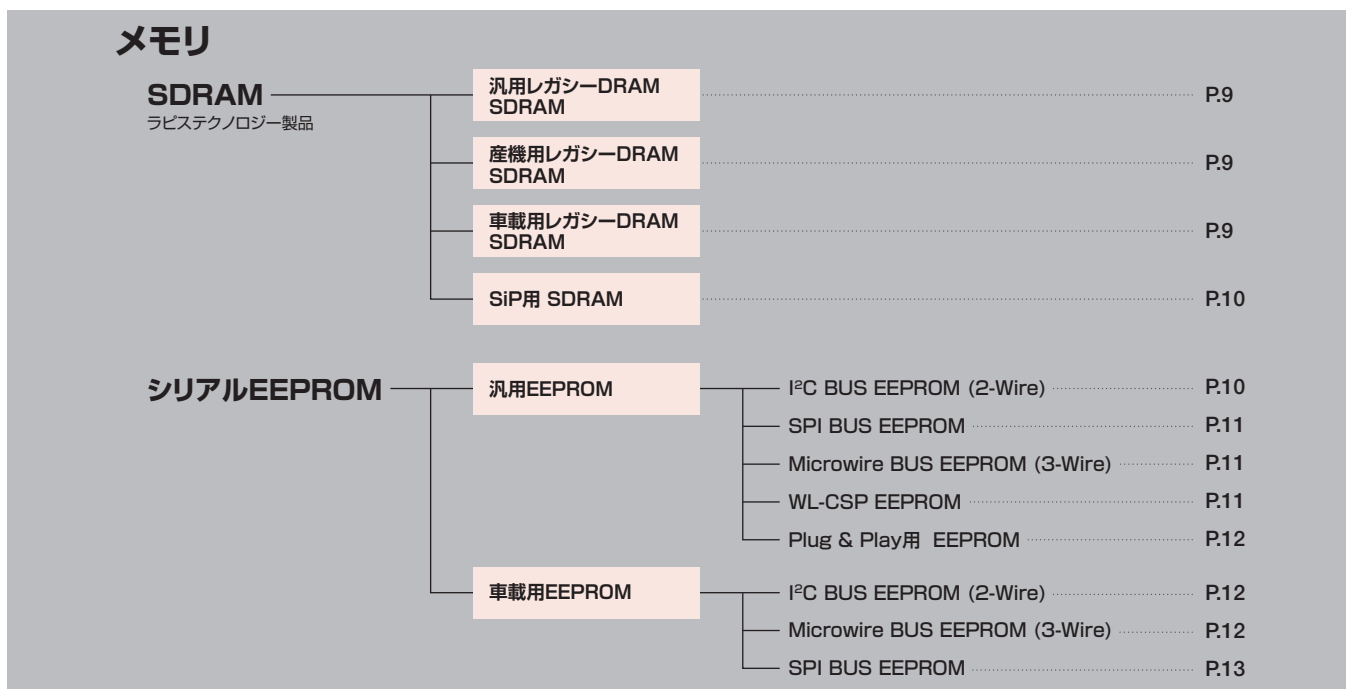 メモリ
SDRAM
ラピステクノロジー製品
汎用レガシーDRAM
SDRAM
P.9
産機用レガシーDRAM
SDRAM
P.9
車載用レガシーDRAM
SDRAM
P.9
SiP用 SDRAM
P.10
シリアルEEPROM
汎用EEPROM
I²C BUS EEPROM (2-Wire)
P.10
SPI BUS EEPROM
P.11
Microwire BUS EEPROM (3-Wire)
P.11
WL-CSP EEPROM
P.11
Plug & Play用 EEPROM
P.12
車載用EEPROM
I²C BUS EEPROM (2-Wire)
P.12
Microwire BUS EEPROM (3-Wire)
P.12
SPI BUS EEPROM
P.13